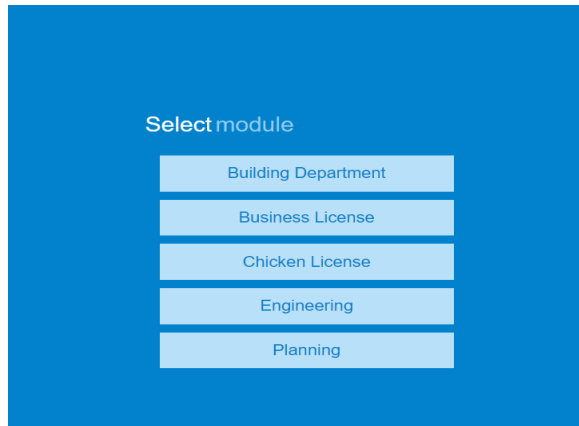 Select module
Building Department
Business License
Chicken License
Engineering
Planning